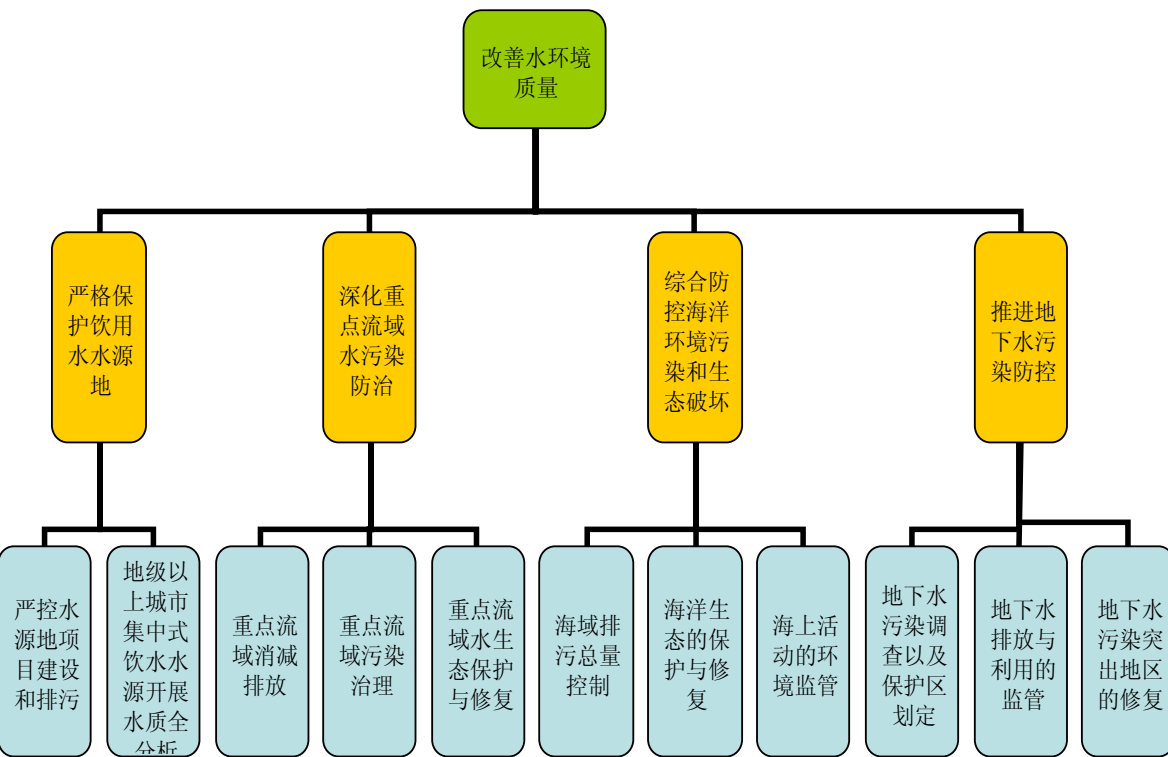 改善水环境
质量
严格保
护饮用
水水源
地
深化重
点流域
水污染
防治
综合防
控海洋
环境污
染和生
态破坏
推进地
下水污
染防控
严控水
源地项
目建设
和排污
地级以
上城市
集中式
饮水水
源开展
水质全
分析
重点流
域消减
排放
重点流
域污染
治理
重点流
域水生
态保护
与修复
海域排
污总量
控制
海洋生
态的保
护与修
复
海上活
动的环
境监管
地下水
污染调
查以及
保护区
划定
地下水
排放与
利用的
监管
地下水
污染突
出地区
的修复